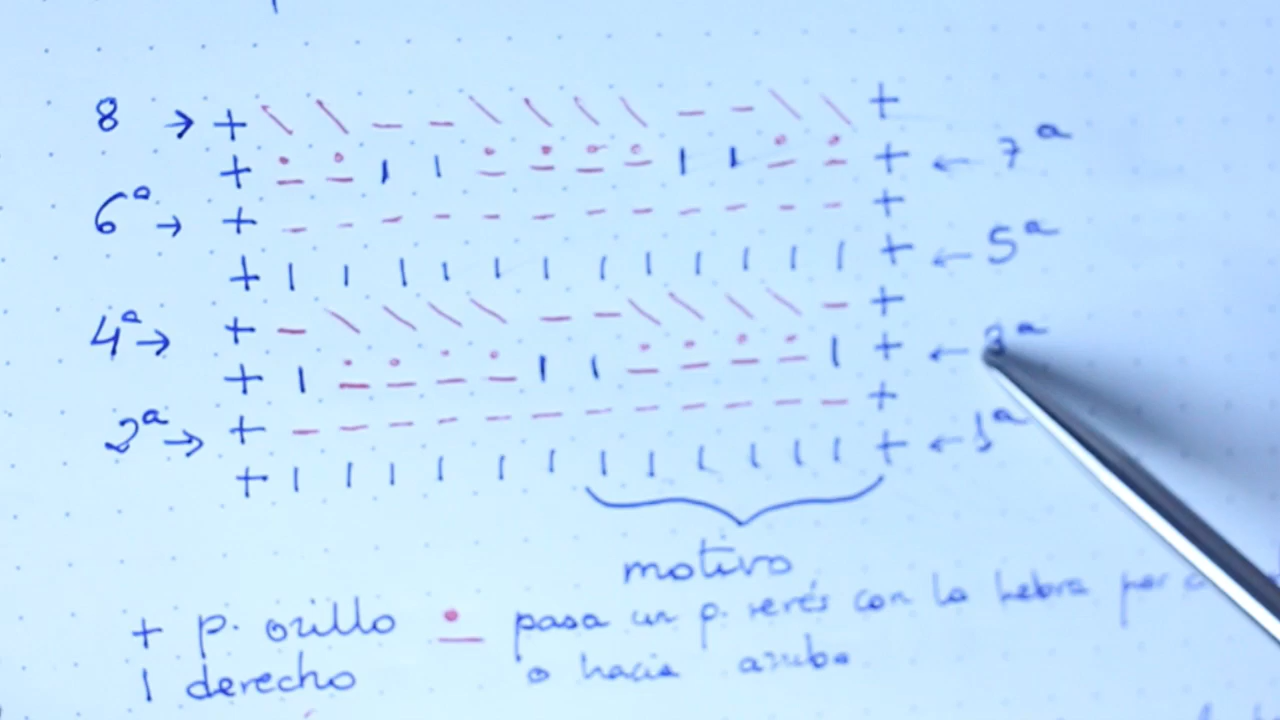 8 → + \ \ — — \ \ \ \ — — \ \ +
+ ∸ ∸ | | ∸ ∸ ∸ ∸ | | ∸ ∸ + ← 7ª
6ª → + — — — — — — — — — — — — +
+ | | | | | | | | | | | | + ← 5ª
4ª → + — \ \ \ \ — — \ \ \ \ — +
+ | ∸ ∸ ∸ ∸ | | ∸ ∸ ∸ ∸ | + ← 3ª
2ª → + — — — — — — — — — — — — +
+ | | | | | | | | | | | | + ← 1ª
motivo
+ p. orillo ∸ pasa un p. revés con la hebra por
| derecho o hacia arriba